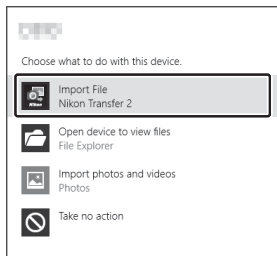 Choose what to do with this device.
Import File
Nikon Transfer 2
Nikon
Open device to view files
File Explorer
Import photos and videos
Photos
Take no action